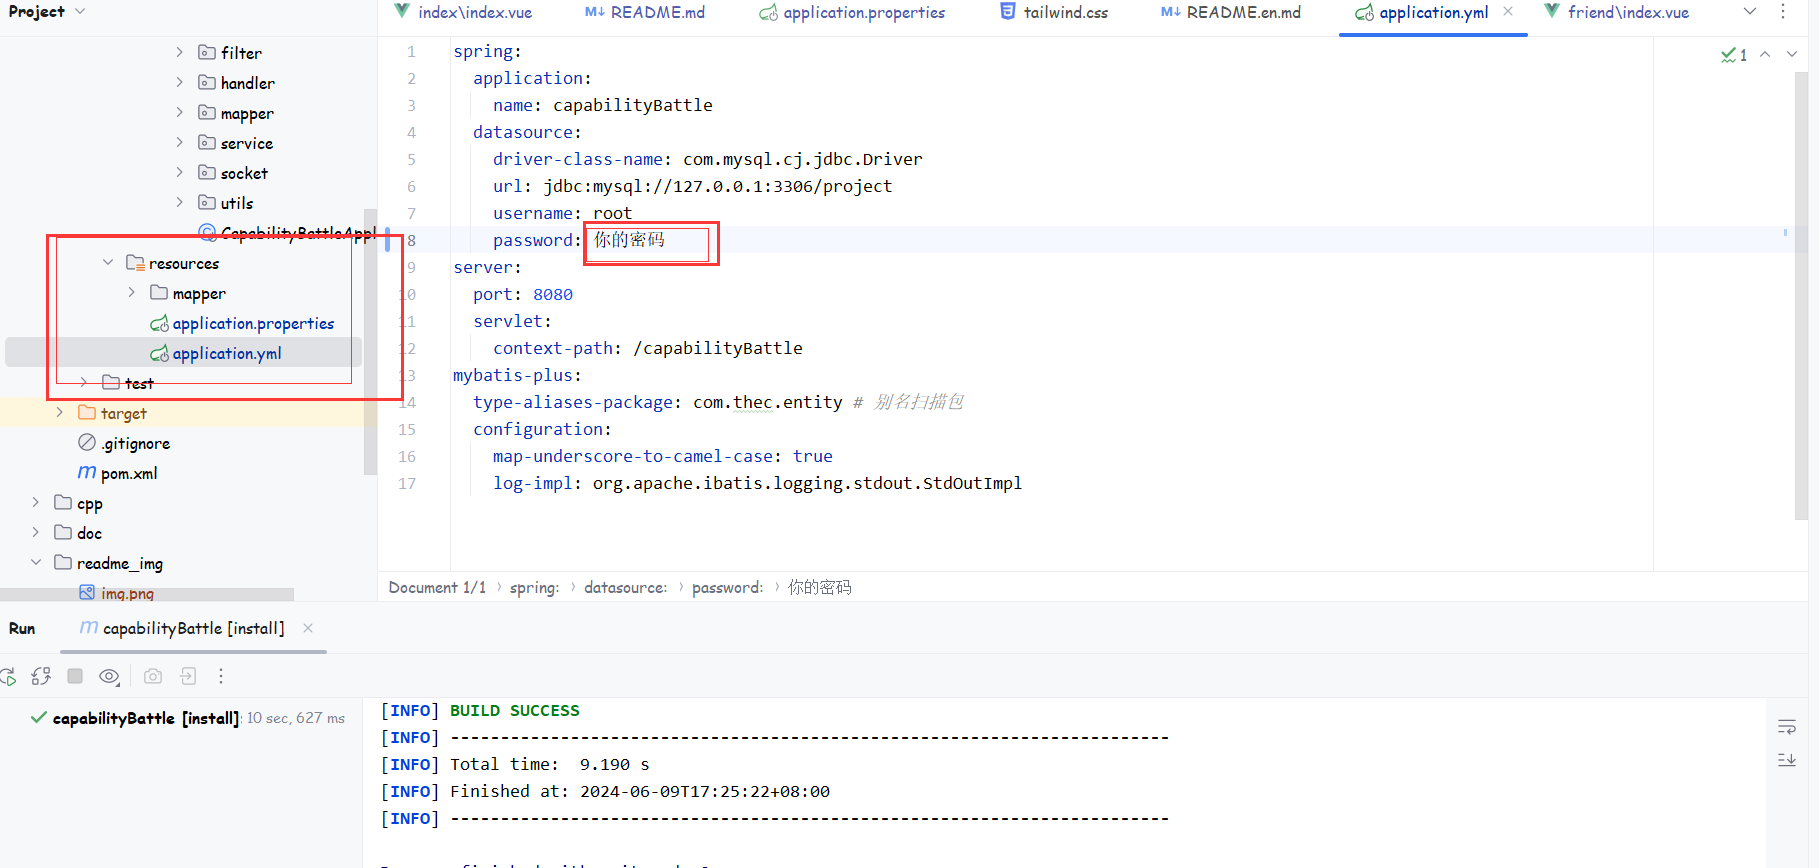 Project
index\index.vue
README.md
application.properties
tailwind.css
README.en.md
application.yml
friend\index.vue
filter
handler
mapper
service
socket
utils
CapabilityBattleAppl
resources
mapper
application.properties
application.yml
test
target
.gitignore
pom.xml
cpp
doc
readme_img
img.png
1
1 spring:
2 application:
3 name: capabilityBattle
4 datasource:
5 driver-class-name: com.mysql.cj.jdbc.Driver
6 url: jdbc:mysql://127.0.0.1:3306/project
7 username: root
8 password: 你的密码
9 server:
10 port: 8080
11 servlet:
12 context-path: /capabilityBattle
13 mybatis-plus:
14 type-aliases-package: com.thec.entity # 别名扫描包
15 configuration:
16 map-underscore-to-camel-case: true
17 log-impl: org.apache.ibatis.logging.stdout.StdOutImpl
Document 1/1 › spring: › datasource: › password: › 你的密码
Run
capabilityBattle [install]
capabilityBattle [install]: 10 sec, 627 ms
[INFO] BUILD SUCCESS
[INFO] ------------------------------------------------------------------------
[INFO] Total time:  9.190 s
[INFO] Finished at: 2024-06-09T17:25:22+08:00
[INFO] ------------------------------------------------------------------------